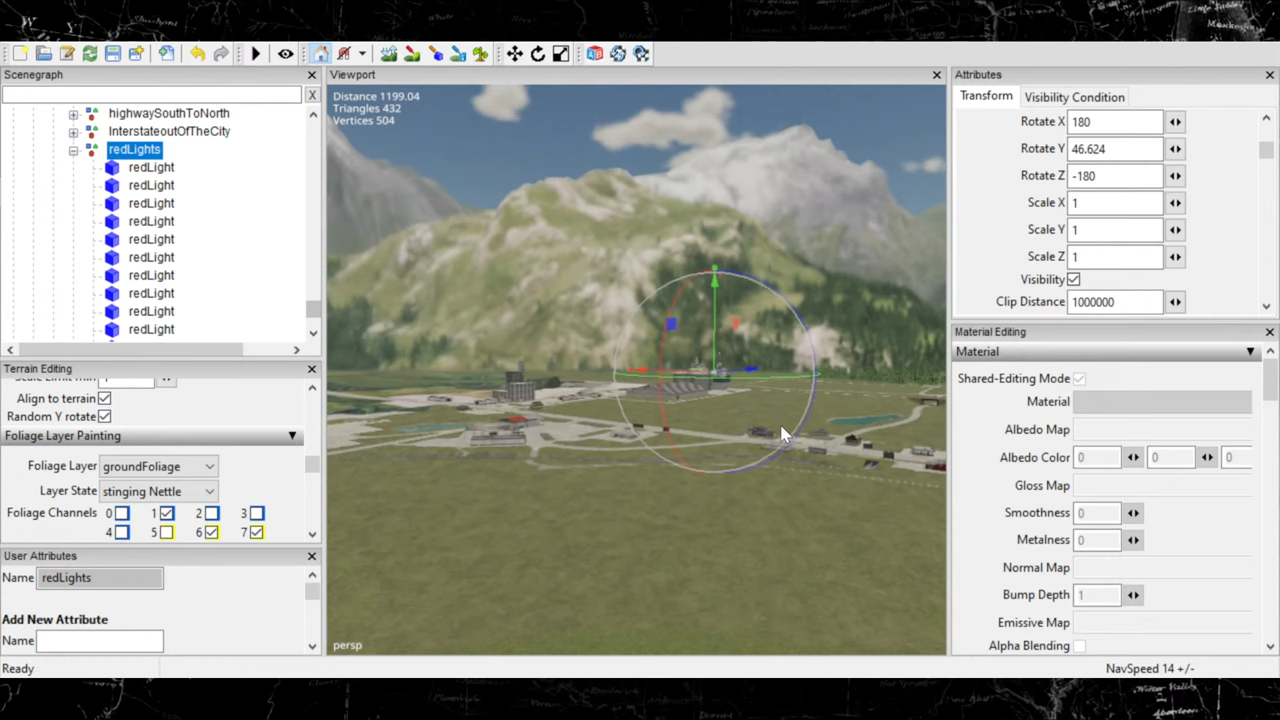 Scenegraph
X
highwaySouthToNorth
InterstateoutOfTheCity
redLights
redLight
redLight
redLight
redLight
redLight
redLight
redLight
redLight
redLight
redLight
Terrain Editing
Align to terrain
Random Y rotate
Foliage Layer Painting
Foliage Layer groundFoliage
Layer State stinging Nettle
Foliage Channels 0 1 2 3
4 5 6 7
User Attributes
Name redLights
Add New Attribute
Name
Ready
Viewport
Distance 1199.04
Triangles 432
Vertices 504
persp
Attributes
Transform Visibility Condition
Rotate X 180
Rotate Y 46.624
Rotate Z -180
Scale X 1
Scale Y 1
Scale Z 1
Visibility
Clip Distance 1000000
Material Editing
Material
Shared-Editing Mode
Material
Albedo Map
Albedo Color 0 0 0
Gloss Map
Smoothness 0
Metalness 0
Normal Map
Bump Depth 1
Emissive Map
Alpha Blending
NavSpeed 14 +/-